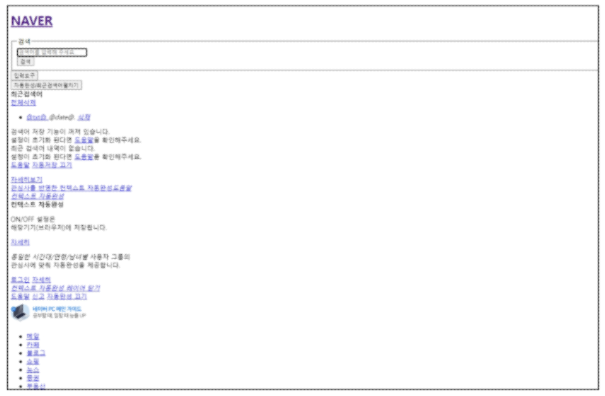 NAVER
검색
검색어를 입력해 주세요.
검색
입력도구
자동완성/최근검색어펼치기
최근검색어
전체삭제
@txt@ @date@. 삭제
검색어 저장 기능이 꺼져 있습니다.
설정이 초기화 된다면 도움말을 확인해주세요.
최근 검색어 내역이 없습니다.
설정이 초기화 된다면 도움말을 확인해주세요.
도움말 자동저장 끄기
자세히보기
관심사를 반영한 컨텍스트 자동완성도움말
컨텍스트 자동완성
컨텍스트 자동완성
ON/OFF 설정은
해당기기(브라우저)에 저장됩니다.
자세히
동일한 시간대/연령/남녀별 사용자 그룹의
관심사에 맞춰 자동완성을 제공합니다.
로그인 자세히
컨텍스트 자동완성 레이어 닫기
도움말 신고 자동완성 끄기
네이버 PC 메인 가이드
메일
카페
블로그
쇼핑
뉴스
증권
부동산